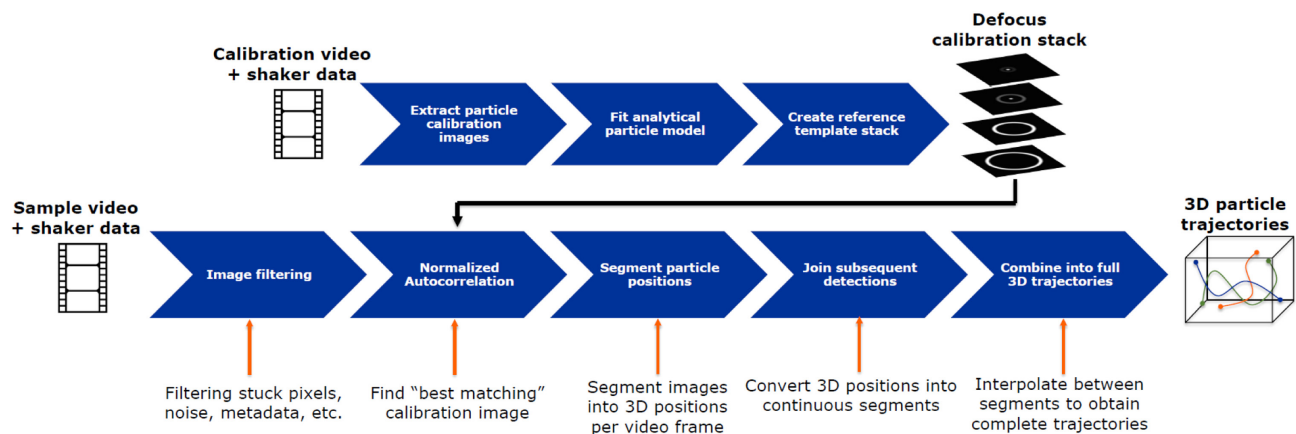 Defocus
calibration stack
Calibration video
+ shaker data
Extract particle
calibration
images
Fit analytical
particle model
Create reference
template stack
Sample video
+ shaker data
3D particle
trajectories
Image filtering
Normalized
Autocorrelation
Segment particle
positions
Join subsequent
detections
Combine into full
3D trajectories
Filtering stuck pixels,
noise, metadata, etc.
Find “best matching”
calibration image
Segment images
into 3D positions
per video frame
Convert 3D positions into
continuous segments
Interpolate between
segments to obtain
complete trajectories